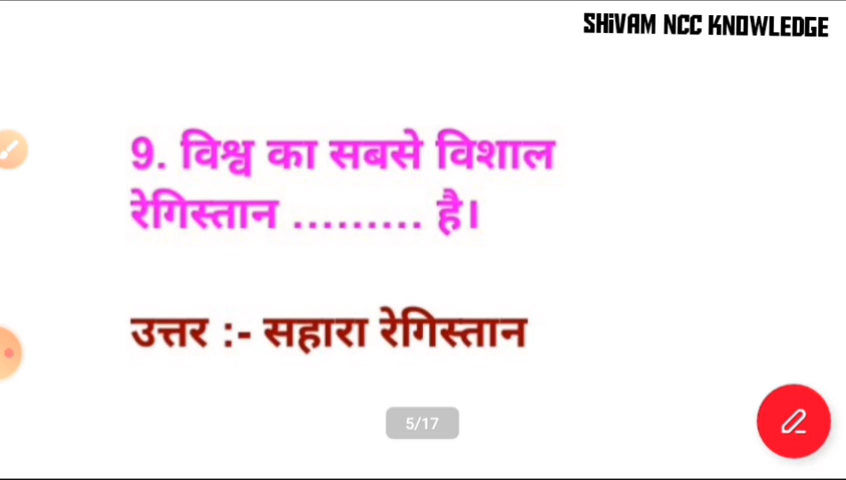 SHiVAM NCC KNOWLEDGE
9. विश्व का सबसे विशाल
रेगिस्तान ......... है।
उत्तर :- सहारा रेगिस्तान
5/17